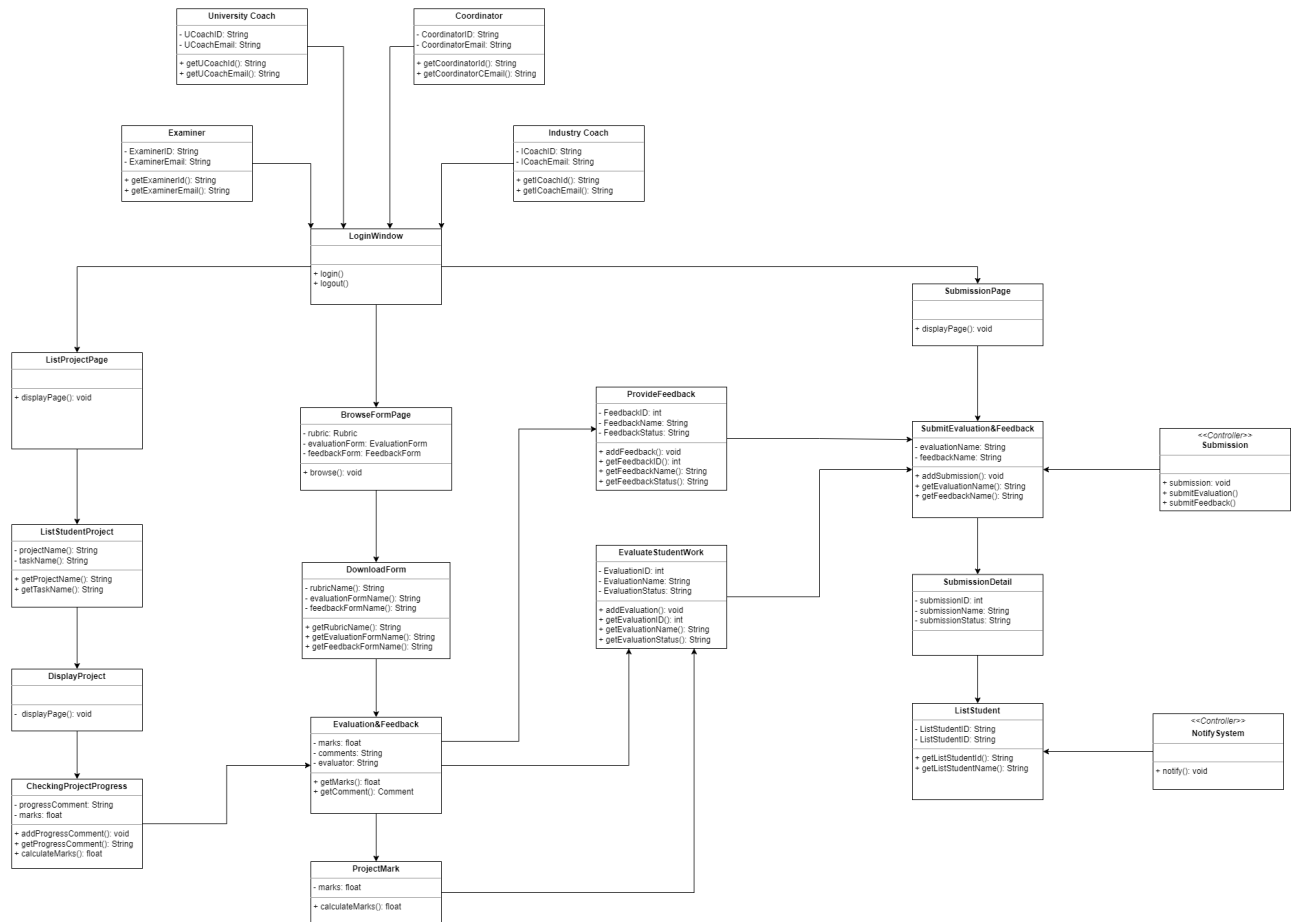 University Coach
- UCoachID: String
- UCoachEmail: String
+ getUCoachId(): String
+ getUCoachEmail(): String
Coordinator
- CoordinatorID: String
- CoordinatorEmail: String
+ getCoordinatorId(): String
+ getCoordinatorCEmail(): String
Examiner
- ExaminerID: String
- ExaminerEmail: String
+ getExaminerId(): String
+ getExaminerEmail(): String
Industry Coach
- ICoachID: String
- ICoachEmail: String
+ getICoachId(): String
+ getICoachEmail(): String
LoginWindow
+ login()
+ logout()
SubmissionPage
+ displayPage(): void
ListProjectPage
+ displayPage(): void
BrowseFormPage
- rubric: Rubric
- evaluationForm: EvaluationForm
- feedbackForm: FeedbackForm
+ browse(): void
ProvideFeedback
- FeedbackID: int
- FeedbackName: String
- FeedbackStatus: String
+ addFeedback(): void
+ getFeedbackID(): int
+ getFeedbackName(): String
+ getFeedbackStatus(): String
SubmitEvaluation&Feedback
- evaluationName: String
- feedbackName: String
+ addSubmission(): void
+ getEvaluationName(): String
+ getFeedbackName(): String
<<Controller>>
Submission
+ submission: void
+ submitEvaluation()
+ submitFeedback()
ListStudentProject
- projectName(): String
- taskName(): String
+ getProjectName(): String
+ getTaskName(): String
DownloadForm
- rubricName(): String
- evaluationFormName(): String
- feedbackFormName(): String
+ getRubricName(): String
+ getEvaluationFormName(): String
+ getFeedbackFormName(): String
EvaluateStudentWork
- EvaluationID: int
- EvaluationName: String
- EvaluationStatus: String
+ addEvaluation(): void
+ getEvaluationID(): int
+ getEvaluationName(): String
+ getEvaluationStatus(): String
SubmissionDetail
- submissionID: int
- submissionName: String
- submissionStatus: String
DisplayProject
- displayPage(): void
Evaluation&Feedback
- marks: float
- comments: String
- evaluator: String
+ getMarks(): float
+ getComment(): Comment
ListStudent
- ListStudentID: String
- ListStudentID: String
+ getListStudentId(): String
+ getListStudentName(): String
<<Controller>>
NotifySystem
+ notify(): void
CheckingProjectProgress
- progressComment: String
- marks: float
+ addProgressComment(): void
+ getProgressComment(): String
+ calculateMarks(): float
ProjectMark
- marks: float
+ calculateMarks(): float